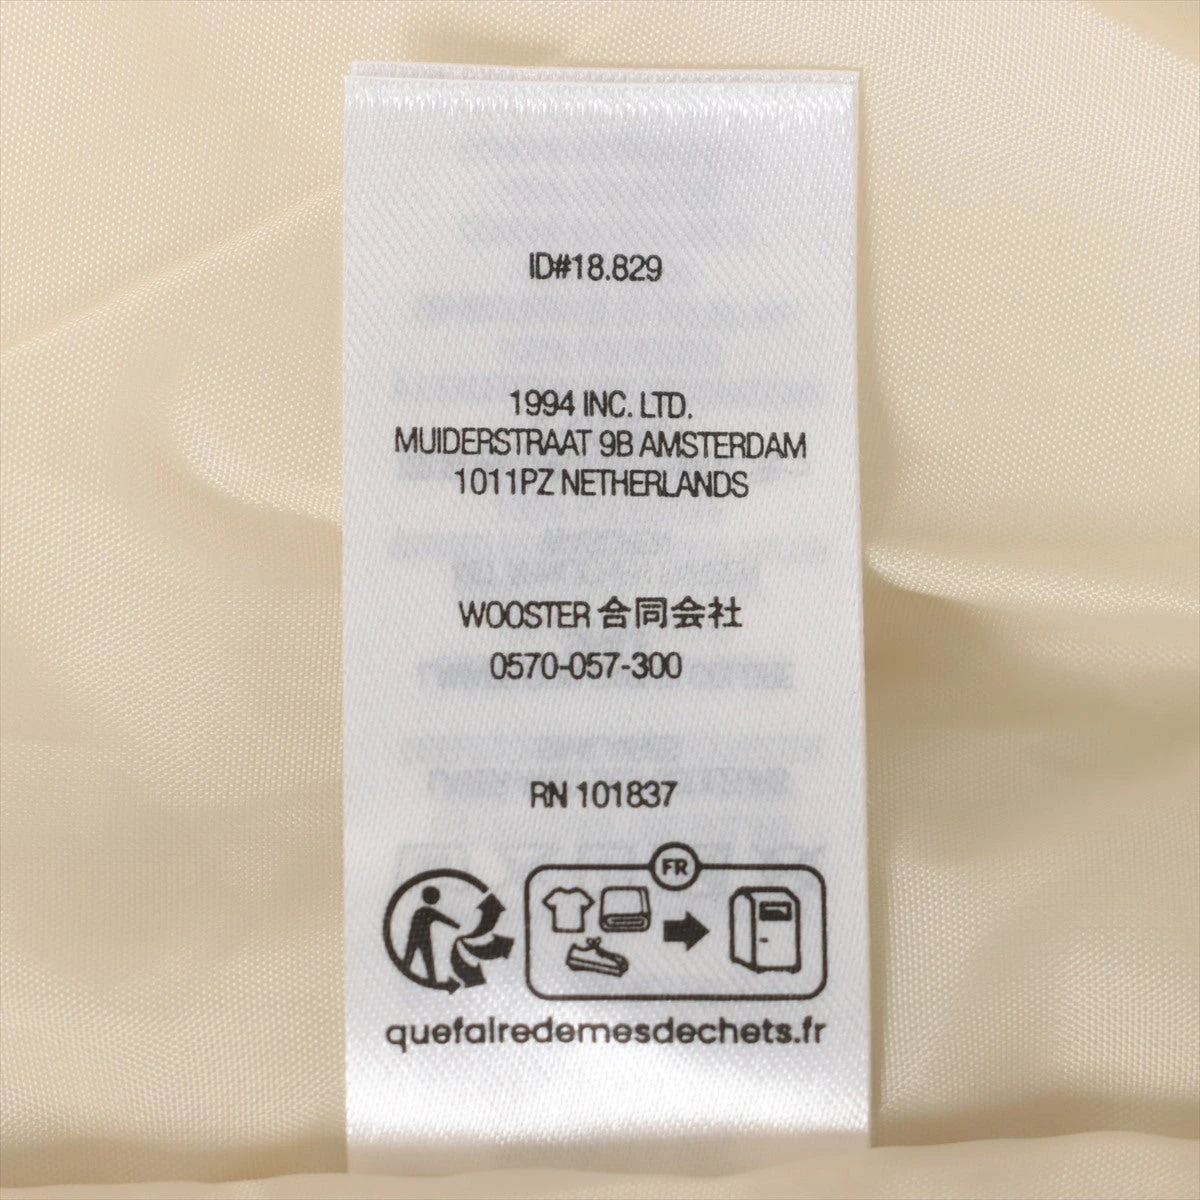 ID#18.829
1994 INC. LTD.
MUIDERSTRAAT 9B AMSTERDAM
1011PZ NETHERLANDS
WOOSTER 合同会社
0570-057-300
RN 101837
FR
quefairedemesdechets.fr